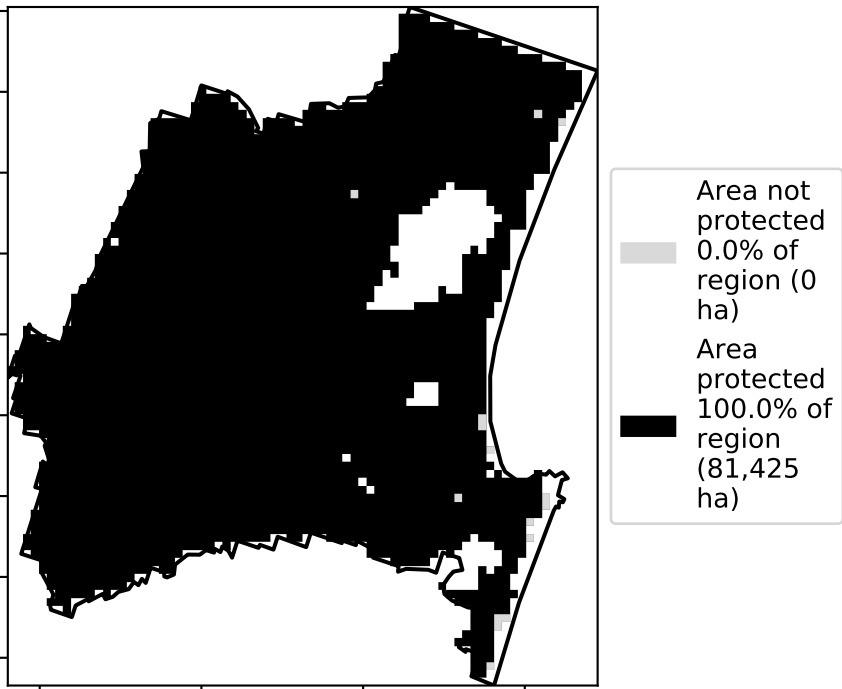 Area not
protected
0.0% of
region (0
ha)
Area
protected
100.0% of
region
(81,425
ha)